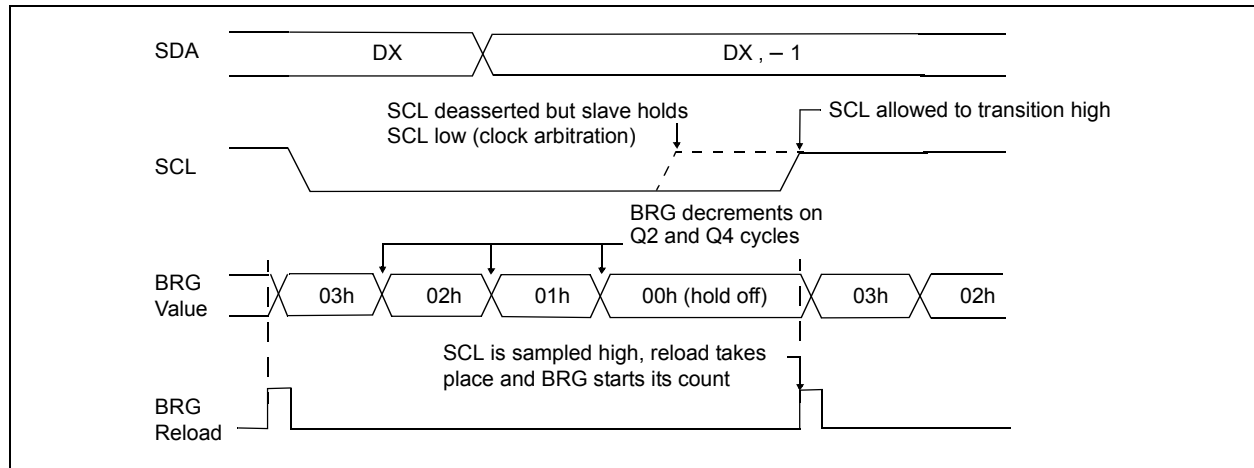 SDA
DX
DX , – 1
SCL deasserted but slave holds
SCL low (clock arbitration)
SCL allowed to transition high
SCL
BRG decrements on
Q2 and Q4 cycles
BRG
Value
03h
02h
01h
00h (hold off)
03h
02h
SCL is sampled high, reload takes
place and BRG starts its count
BRG
Reload